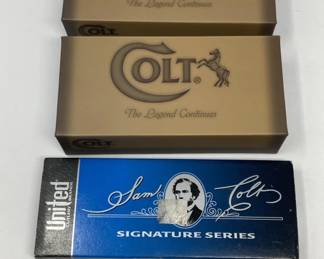 The Legend Continues
COLT
COLT®
The Legend Continues
COLT
United
Sam Colt
SIGNATURE SERIES